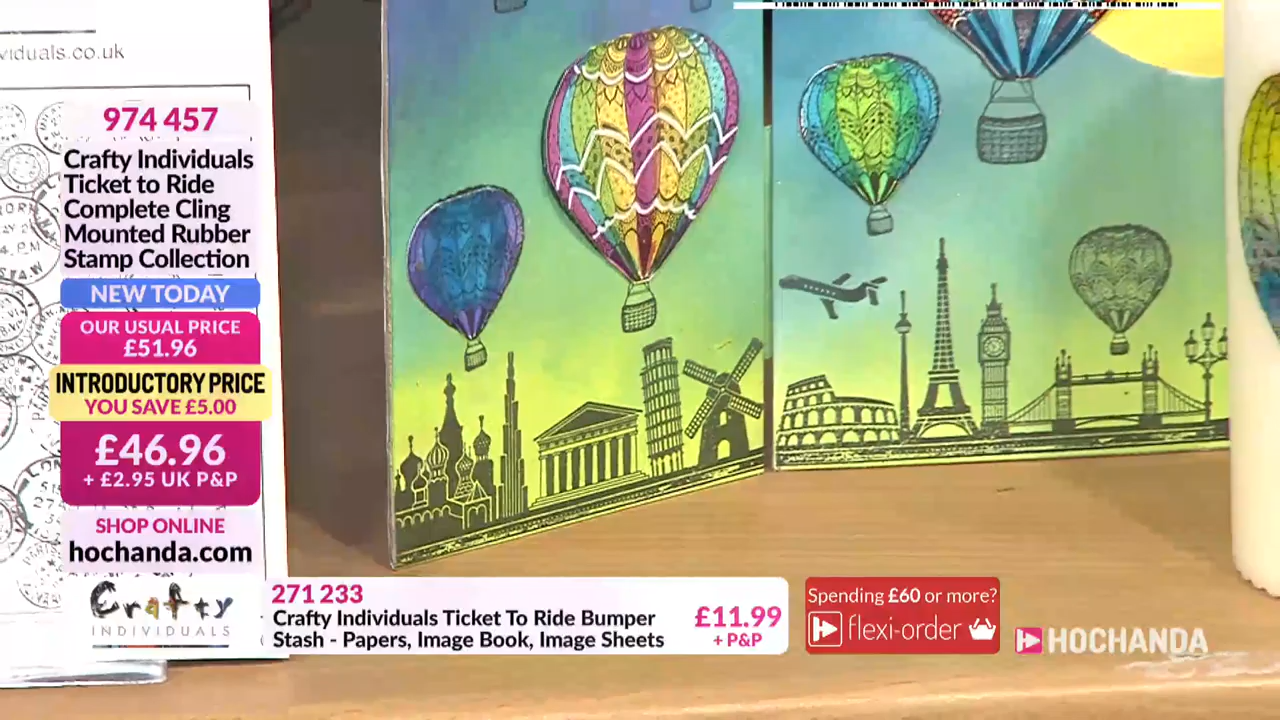 viduals.co.uk
974 457
Crafty Individuals
Ticket to Ride
Complete Cling
Mounted Rubber
Stamp Collection
NEW TODAY
OUR USUAL PRICE
£51.96
INTRODUCTORY PRICE
YOU SAVE £5.00
£46.96
+ £2.95 UK P&P
SHOP ONLINE
hochanda.com
Crafty
INDIVIDUALS
271 233
Crafty Individuals Ticket To Ride Bumper
Stash - Papers, Image Book, Image Sheets
£11.99
+ P&P
Spending £60 or more?
flexi-order
HOCHANDA